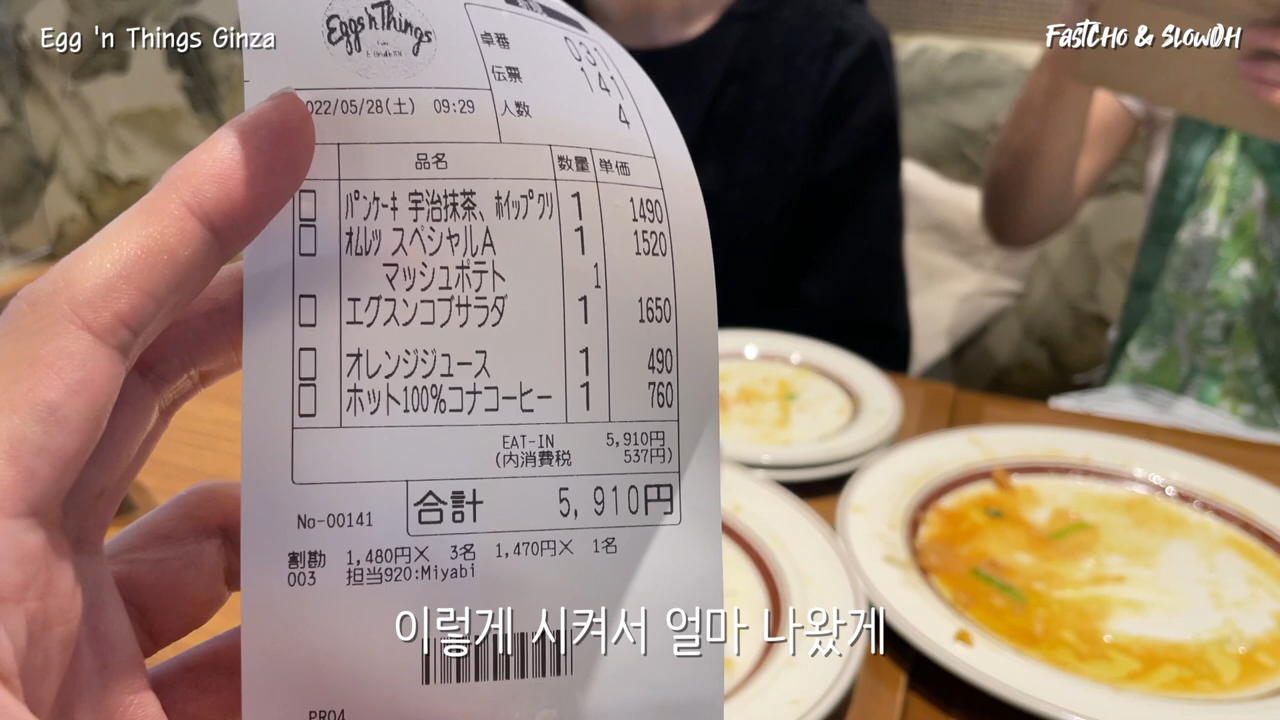 Egg 'n Things Ginza
FastCHO & SlowOH
Eggs'n Things
卓番 031
伝票 141
人数 4
022/05/28(土) 09:29
品名 数量 単価
ﾊﾟﾝｹｰｷ 宇治抹茶、ﾎｲｯﾌﾟｸﾘ 1 1490
ｵﾑﾚﾂ スペシャルA 1 1520
マッシュポテト 1
エグスンコブサラダ 1 1650
オレンジジュース 1 490
ホット100%コナコーヒー 1 760
EAT-IN 5,910円
(内消費税 537円)
合計 5,910円
No-00141
割勘 1,480円× 3名 1,470円× 1名
003 担当920:Miyabi
이렇게 시켜서 얼마 나왔게